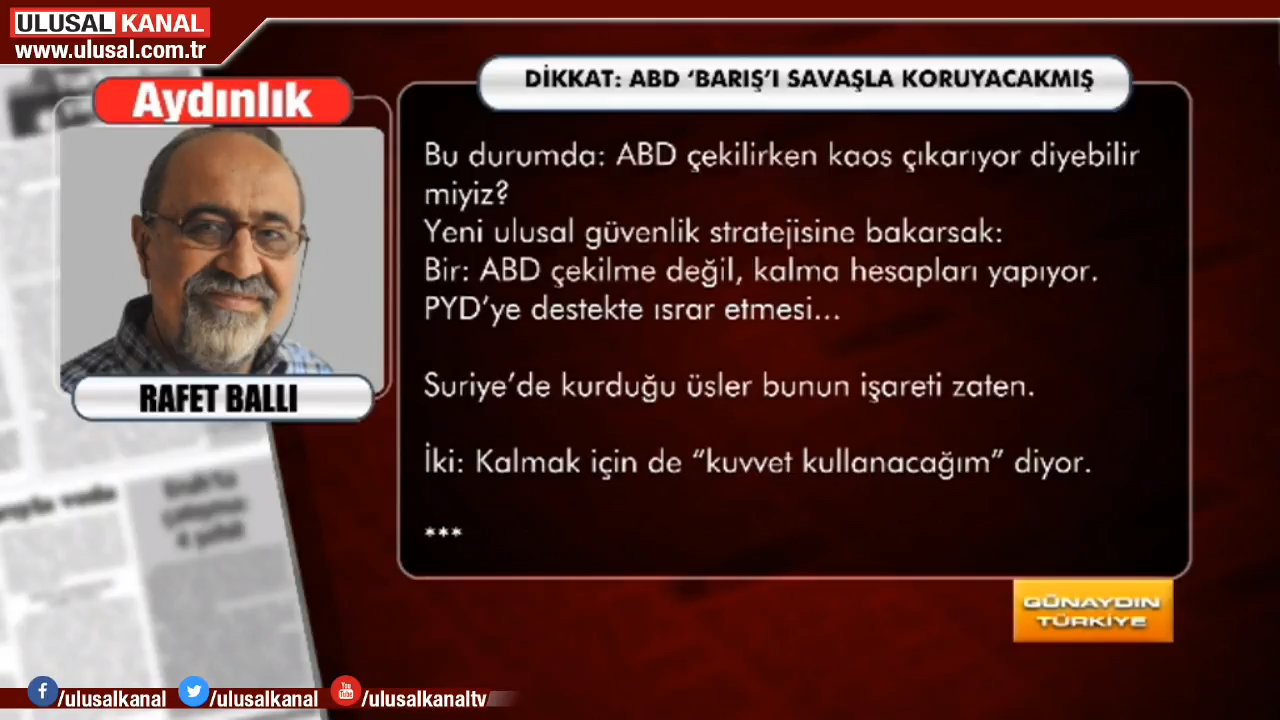 ULUSAL KANAL
www.ulusal.com.tr
Aydınlık
RAFET BALLI
DİKKAT: ABD ‘BARIŞ’I SAVAŞLA KORUYACAKMIŞ
Bu durumda: ABD çekilirken kaos çıkarıyor diyebilir
miyiz?
Yeni ulusal güvenlik stratejisine bakarsak:
Bir: ABD çekilme değil, kalma hesapları yapıyor.
PYD’ye destekte ısrar etmesi...
Suriye’de kurduğu üsler bunun işareti zaten.
İki: Kalmak için de “kuvvet kullanacağım” diyor.
***
GÜNAYDIN
TÜRKİYE
/ulusalkanal /ulusalkanal You Tube /ulusalkanaltv